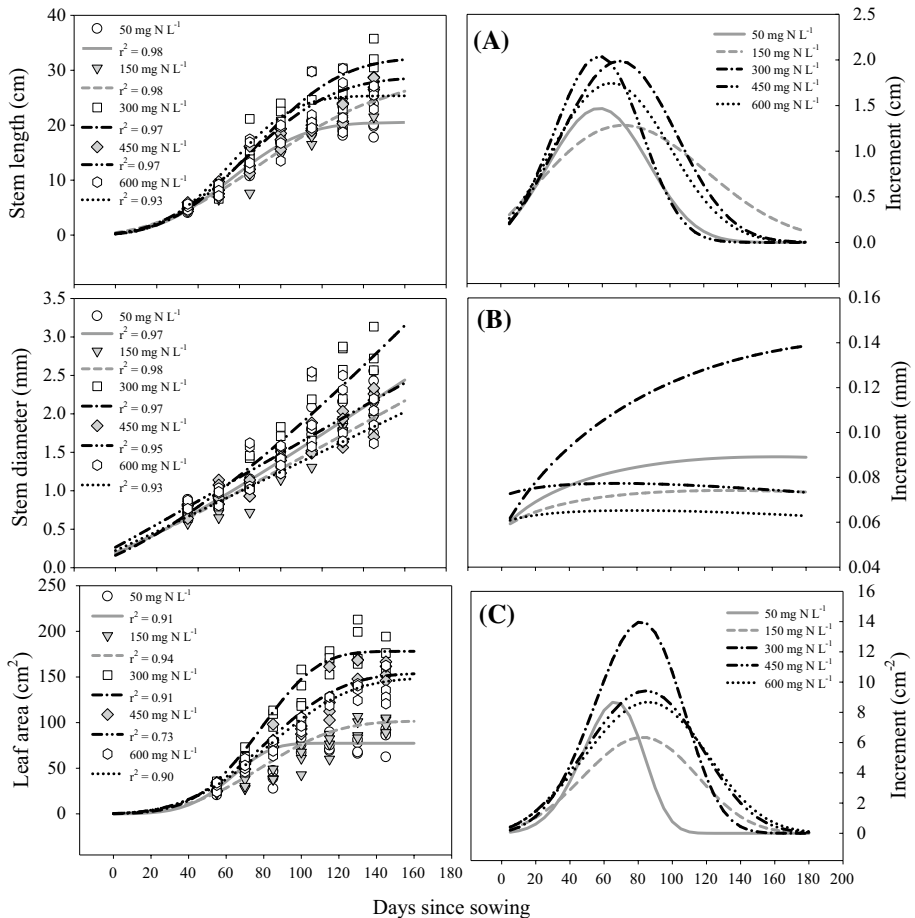 Stem length (cm)
40
30
20
10
0
50 mg N L-1
r2 = 0.98
150 mg N L-1
r2 = 0.98
300 mg N L-1
r2 = 0.97
450 mg N L-1
r2 = 0.97
600 mg N L-1
r2 = 0.93
(A)
50 mg N L-1
150 mg N L-1
300 mg N L-1
450 mg N L-1
600 mg N L-1
2.5
2.0
1.5
1.0
0.5
0.0
Increment (cm)
Stem diameter (mm)
3.5
3.0
2.5
2.0
1.5
1.0
0.5
0.0
50 mg N L-1
r2 = 0.97
150 mg N L-1
r2 = 0.98
300 mg N L-1
r2 = 0.97
450 mg N L-1
r2 = 0.95
600 mg N L-1
r2 = 0.93
(B)
0.16
0.14
0.12
0.10
0.08
0.06
0.04
Increment (mm)
Leaf area (cm2)
250
200
150
100
50
0
50 mg N L-1
r2 = 0.91
150 mg N L-1
r2 = 0.94
300 mg N L-1
r2 = 0.91
450 mg N L-1
r2 = 0.73
600 mg N L-1
r2 = 0.90
0 20 40 60 80 100 120 140 160 180
(C)
50 mg N L-1
150 mg N L-1
300 mg N L-1
450 mg N L-1
600 mg N L-1
16
14
12
10
8
6
4
2
0
Increment (cm-2)
0 20 40 60 80 100 120 140 160 180 200
Days since sowing